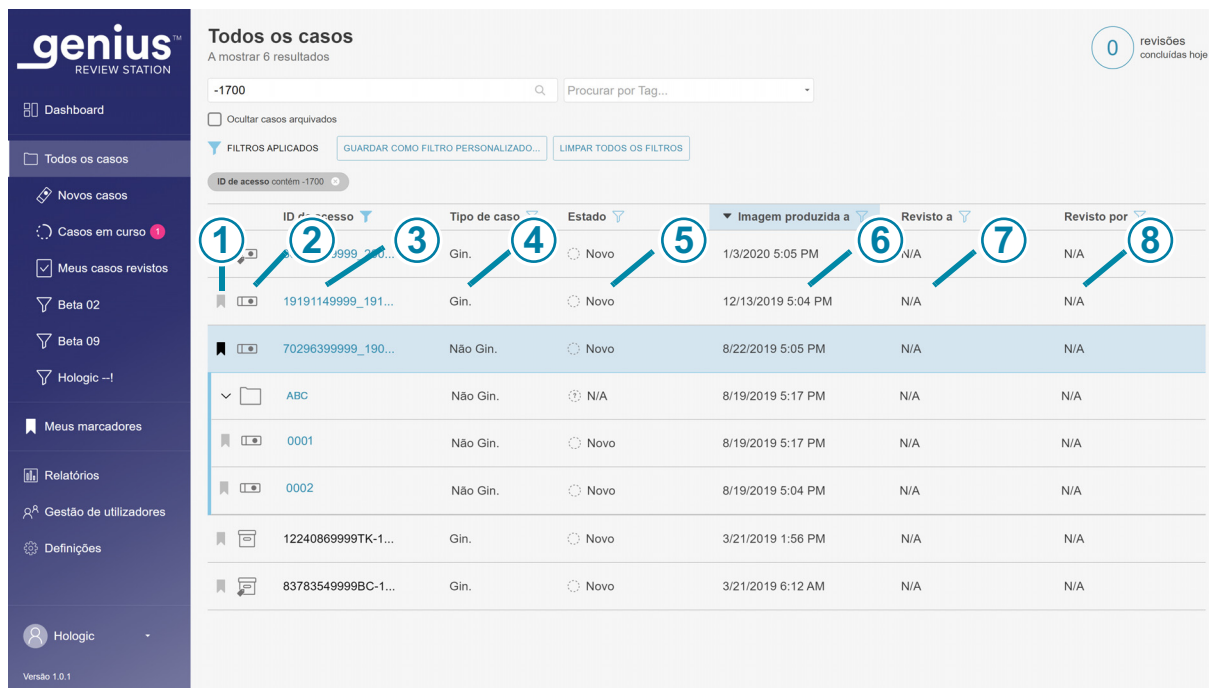 genius™
REVIEW STATION
Dashboard
Todos os casos
Novos casos
Casos em curso 1
Meus casos revistos
Beta 02
Beta 09
Hologic --!
Meus marcadores
Relatórios
Gestão de utilizadores
Definições
Hologic
Versão 1.0.1
Todos os casos
A mostrar 6 resultados
0 revisões
concluídas hoje
-1700
Procurar por Tag...
Ocultar casos arquivados
FILTROS APLICADOS GUARDAR COMO FILTRO PERSONALIZADO... LIMPAR TODOS OS FILTROS
ID de acesso contém -1700
ID de acesso Tipo de caso Estado Imagem produzida a Revisto a Revisto por
1 2 3 4 5 6 7 8
Gin. Novo 1/3/2020 5:05 PM N/A N/A
19191149999_191... Gin. Novo 12/13/2019 5:04 PM N/A N/A
70296399999_190... Não Gin. Novo 8/22/2019 5:05 PM N/A N/A
ABC Não Gin. N/A 8/19/2019 5:17 PM N/A N/A
0001 Não Gin. Novo 8/19/2019 5:17 PM N/A N/A
0002 Não Gin. Novo 8/19/2019 5:04 PM N/A N/A
12240869999TK-1... Gin. Novo 3/21/2019 1:56 PM N/A N/A
83783549999BC-1... Gin. Novo 3/21/2019 6:12 AM N/A N/A